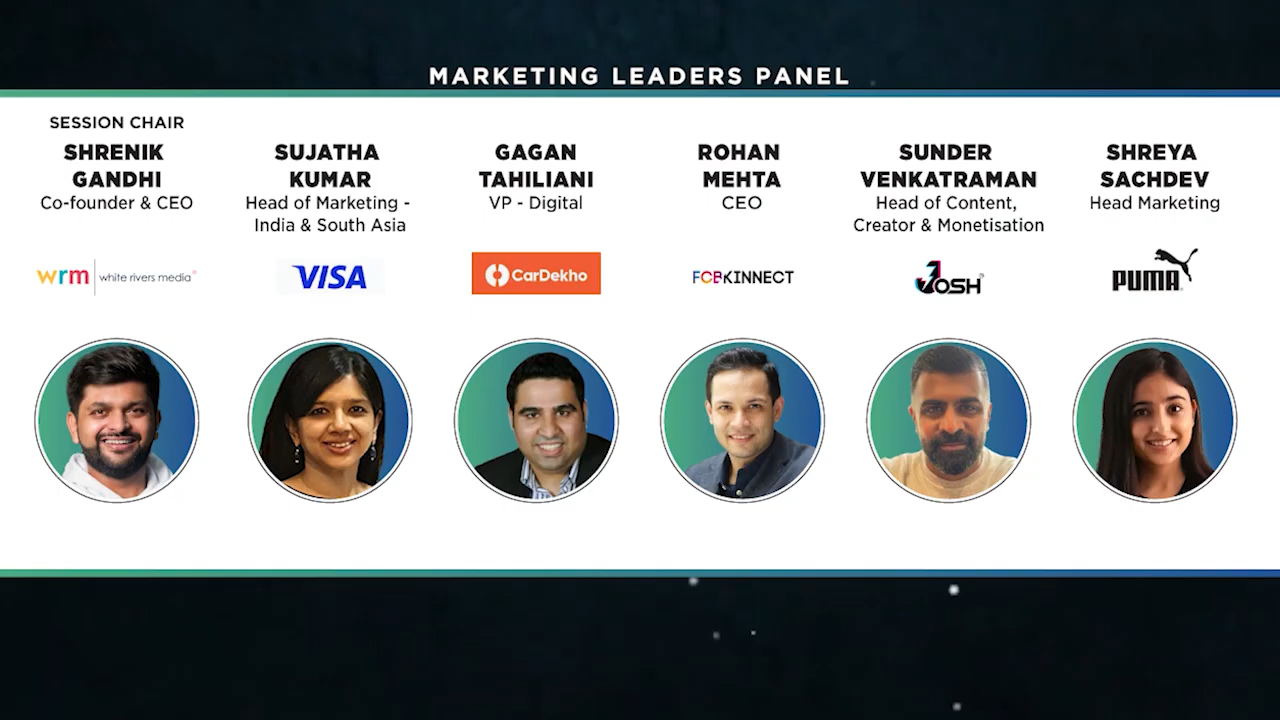 MARKETING LEADERS PANEL
SESSION CHAIR
SHRENIK
GANDHI
Co-founder & CEO
wrm white rivers media
SUJATHA
KUMAR
Head of Marketing -
India & South Asia
VISA
GAGAN
TAHILIANI
VP - Digital
CarDekho
ROHAN
MEHTA
CEO
FCB KINNECT
SUNDER
VENKATRAMAN
Head of Content,
Creator & Monetisation
JOSH
SHREYA
SACHDEV
Head Marketing
PUMA